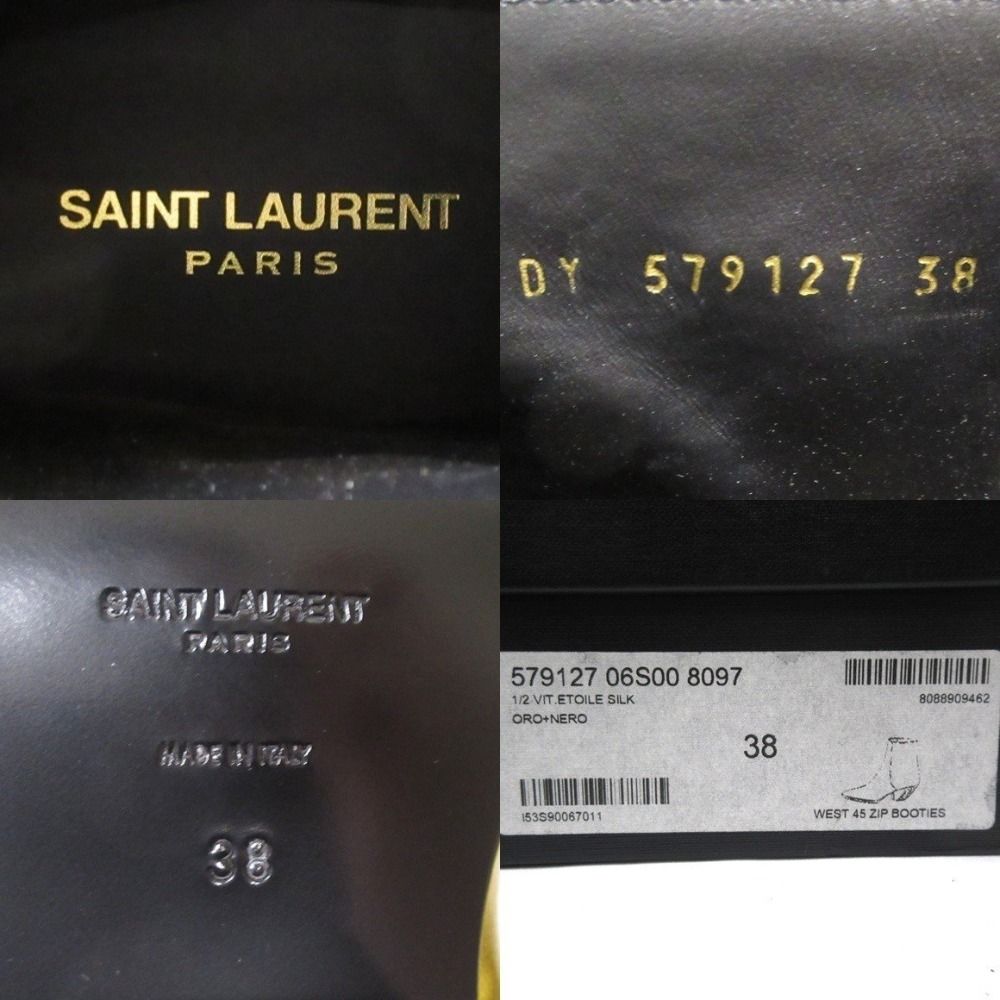 SAINT LAURENT
PARIS
DY 579127 38
SAINT LAURENT
PARIS
MADE IN ITALY
38
579127 06S00 8097
1/2 VIT.ETOILE SILK
ORO+NERO
8088909462
38
I53S90067011
WEST 45 ZIP BOOTIES